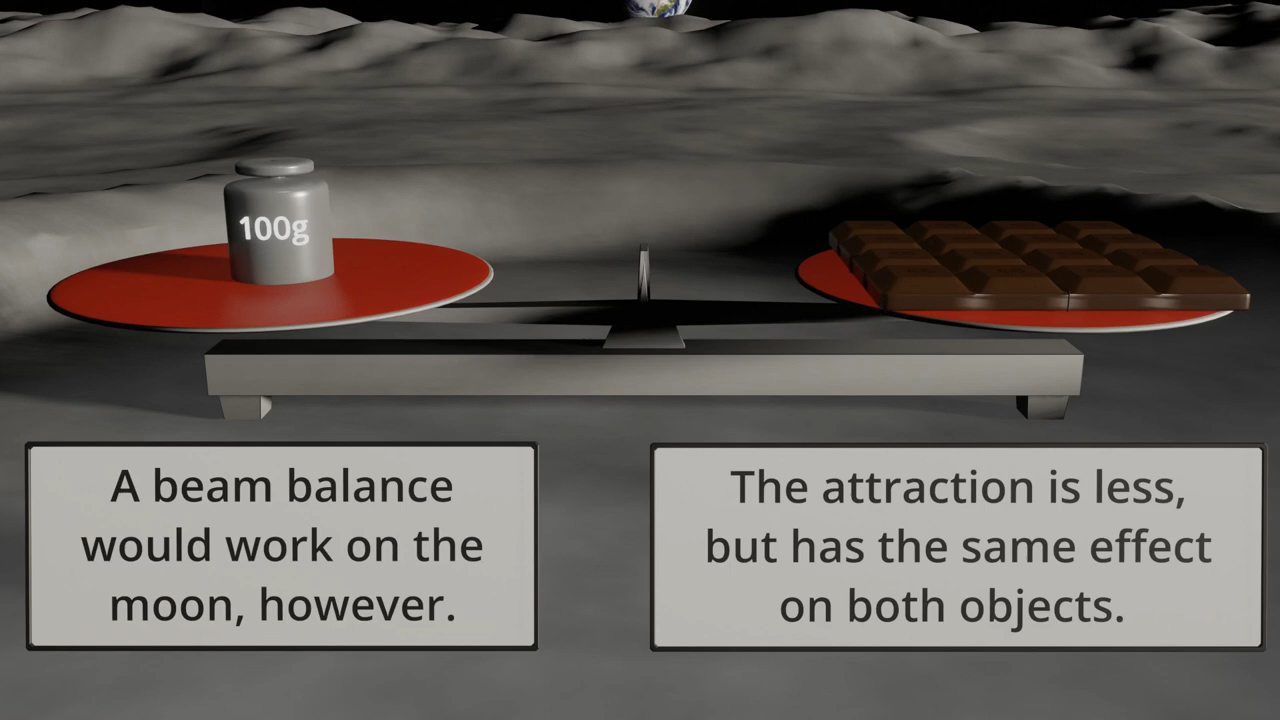 100g
A beam balance
would work on the
moon, however.
The attraction is less,
but has the same effect
on both objects.